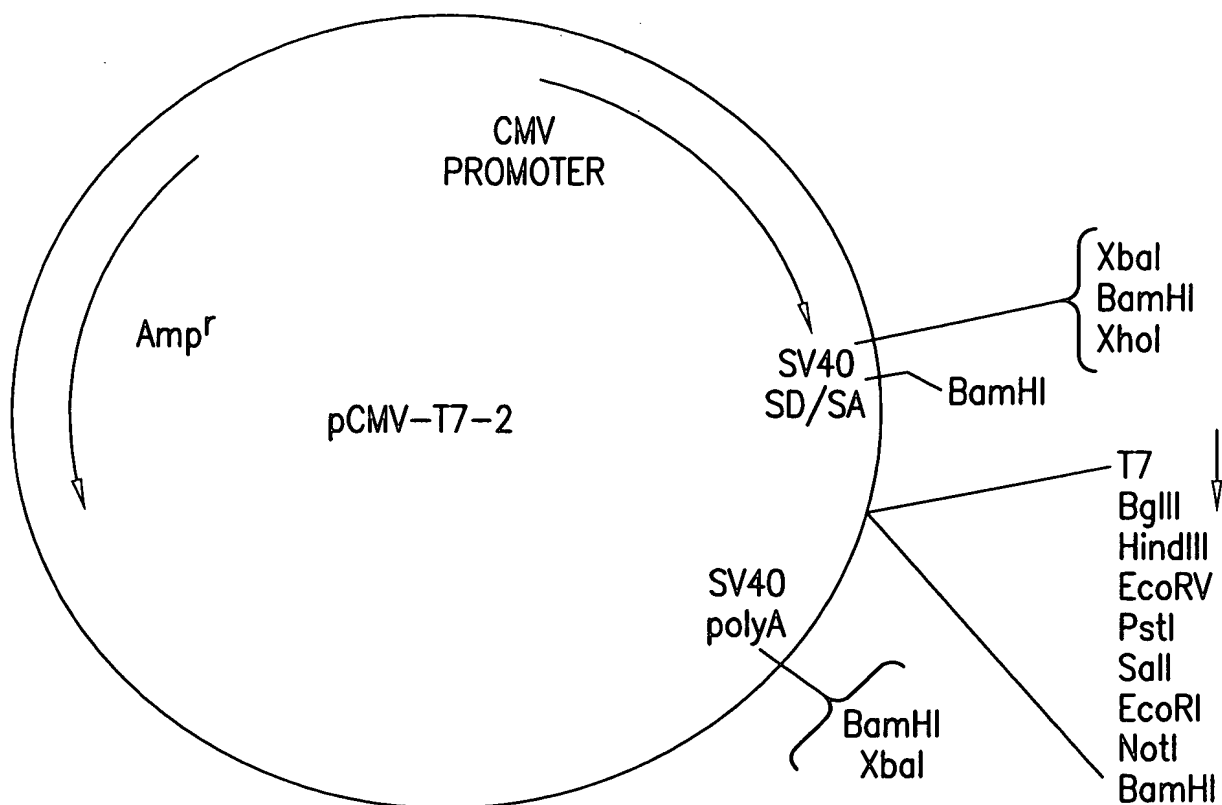 CMV
PROMOTER
Ampʳ
pCMV-T7-2
SV40
SD/SA
XbaI
BamHI
XhoI
BamHI
T7
BglII
HindIII
EcoRV
PstI
SalI
EcoRI
NotI
BamHI
SV40
polyA
BamHI
XbaI